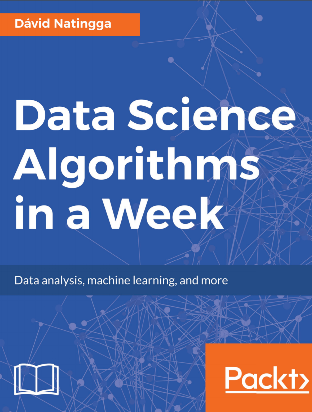 Dávid Natingga
Data Science
Algorithms
in a Week
Data analysis, machine learning, and more
Packt>